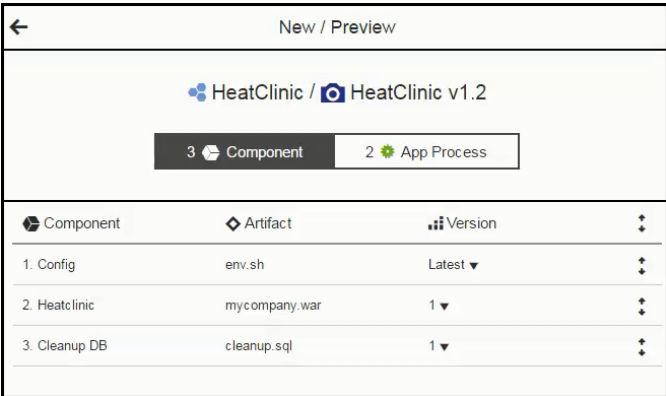 New / Preview
HeatClinic / HeatClinic v1.2
3 Component 2 App Process
Component Artifact Version
1. Config env.sh Latest
2. Heatclinic mycompany.war 1
3. Cleanup DB cleanup.sql 1